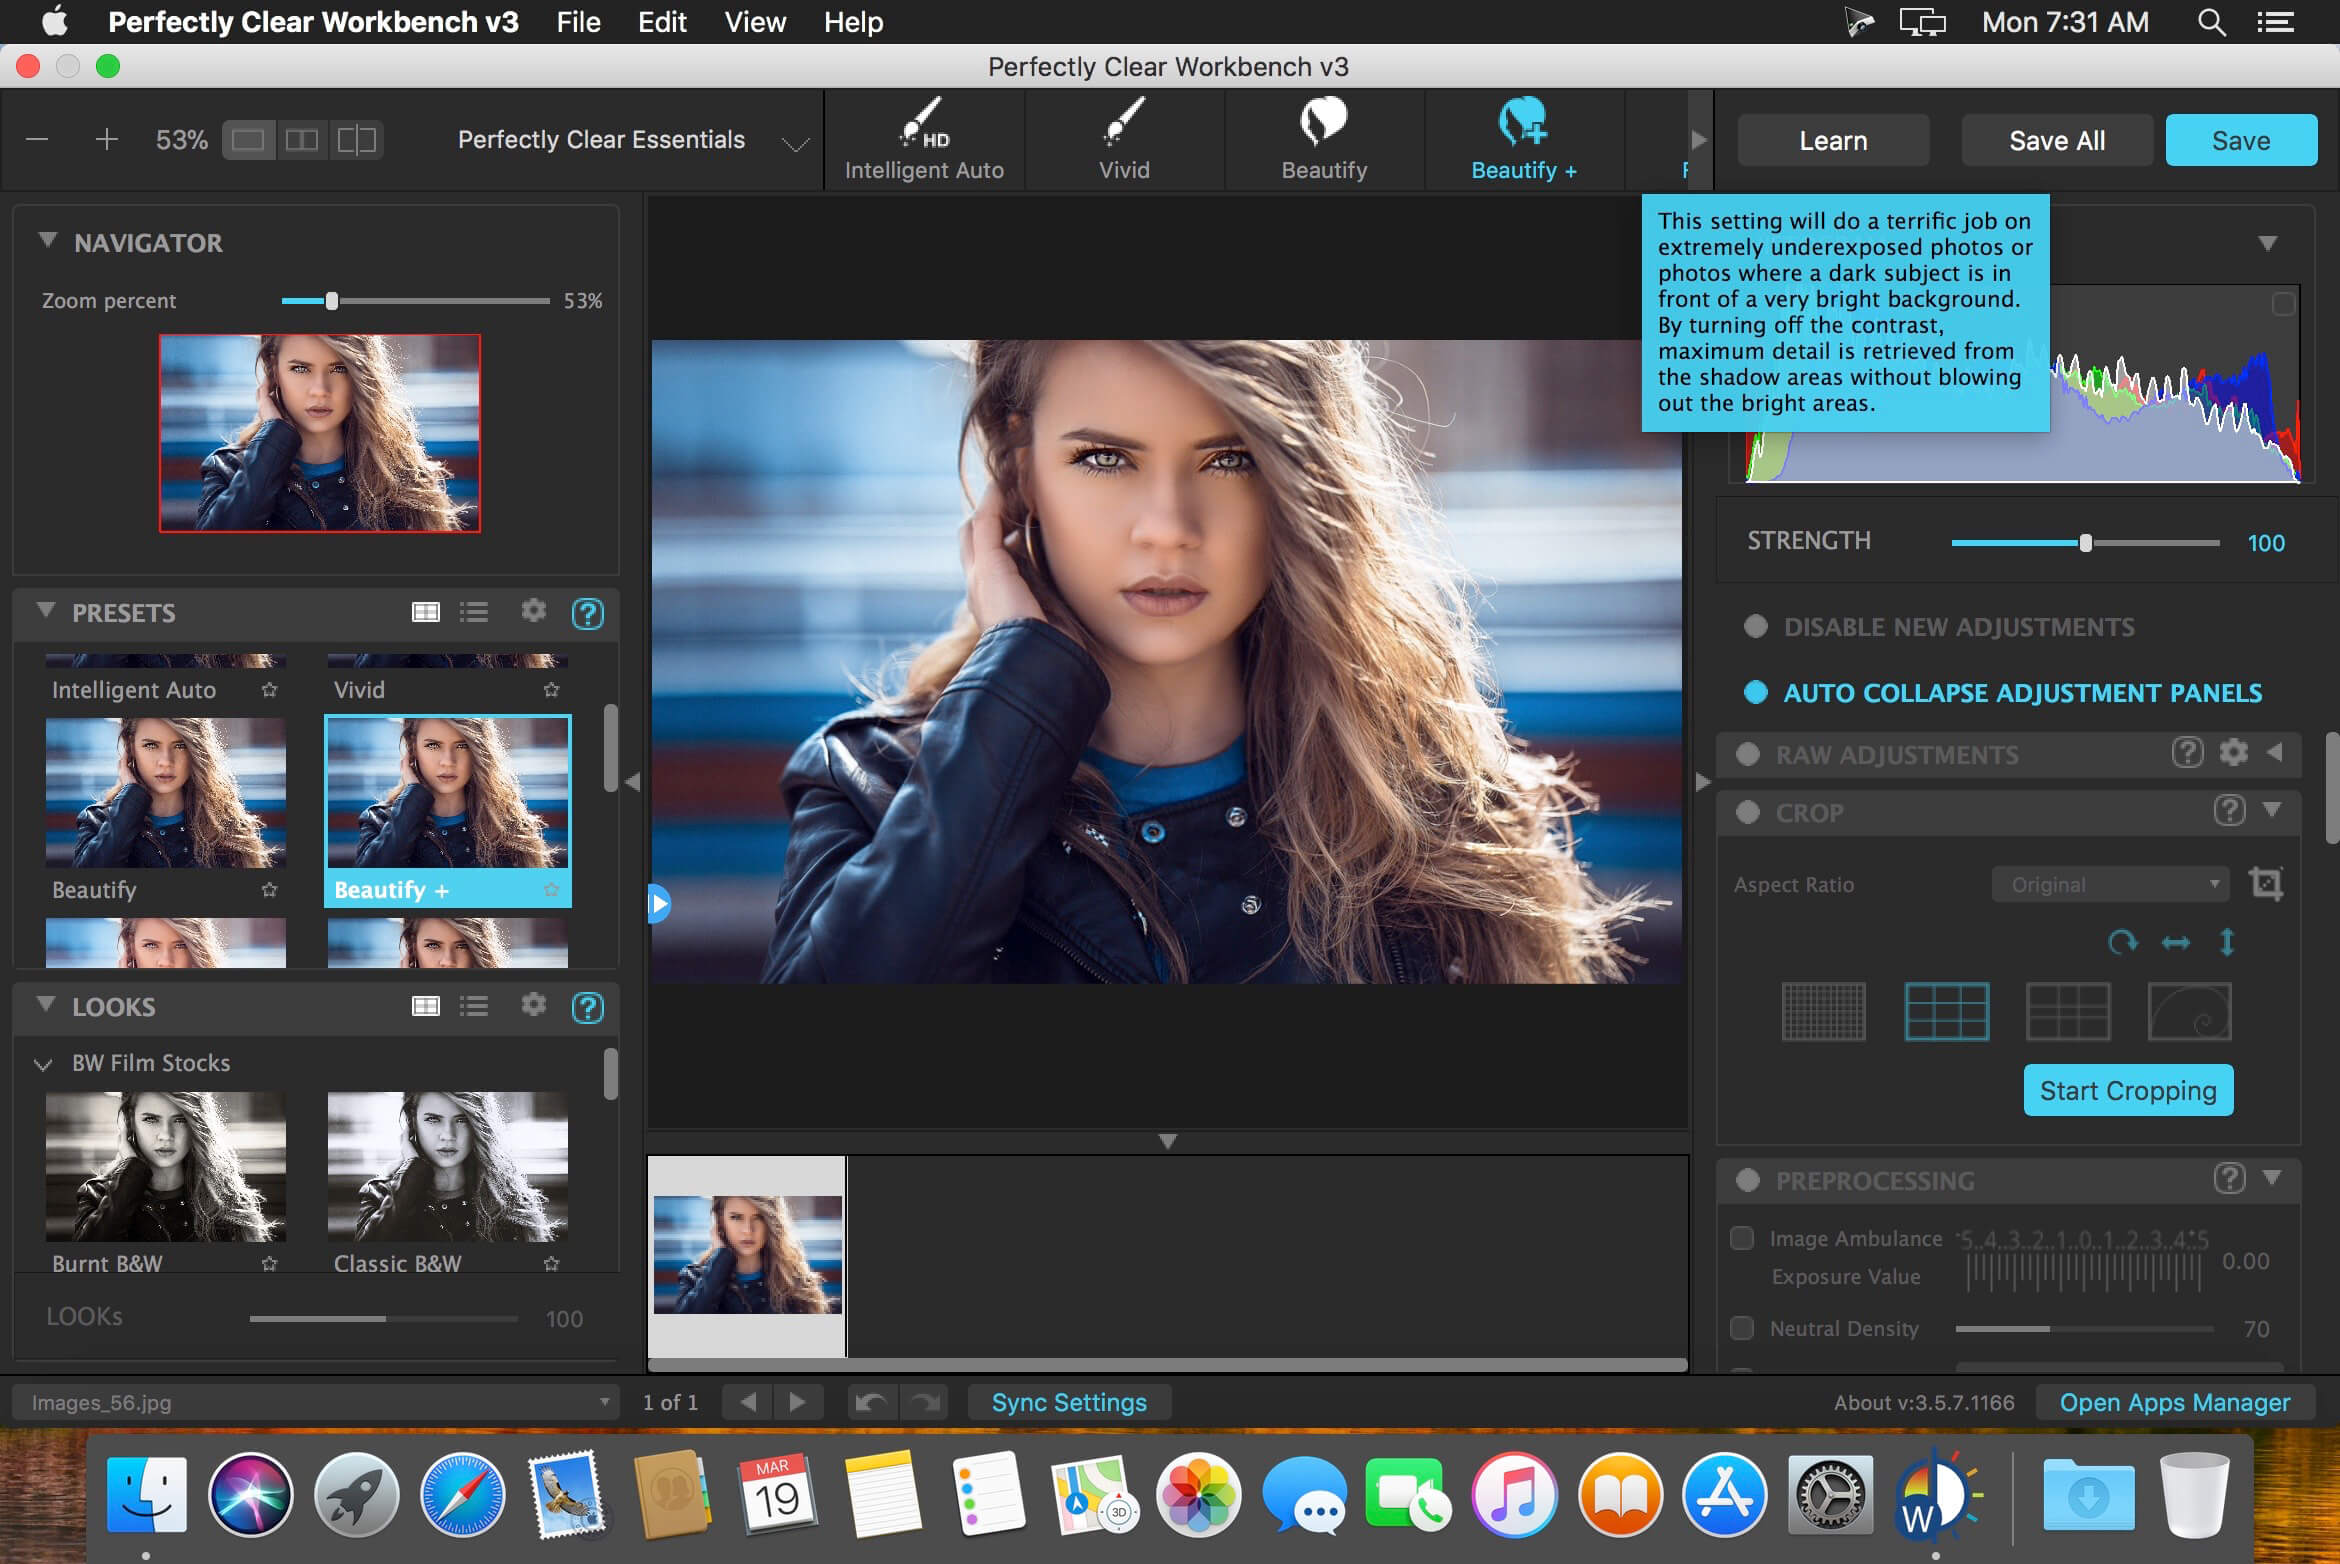 Perfectly Clear Workbench v3 File Edit View Help Mon 7:31 AM
Perfectly Clear Workbench v3
53% Perfectly Clear Essentials
HD
Intelligent Auto Vivid Beautify Beautify +
Learn Save All Save
This setting will do a terrific job on
extremely underexposed photos or
photos where a dark subject is in
front of a very bright background.
By turning off the contrast,
maximum detail is retrieved from
the shadow areas without blowing
out the bright areas.
NAVIGATOR
Zoom percent 53%
PRESETS ?
Intelligent Auto Vivid
Beautify Beautify +
LOOKS ?
BW Film Stocks
Burnt B&W Classic B&W
LOOKs 100
STRENGTH 100
DISABLE NEW ADJUSTMENTS
AUTO COLLAPSE ADJUSTMENT PANELS
RAW ADJUSTMENTS ?
CROP ?
Aspect Ratio Original
Start Cropping
PREPROCESSING ?
Image Ambulance -5..4..3..2..1..0..1..2..3..4.+5
Exposure Value 0.00
Neutral Density 70
Images_56.jpg 1 of 1 Sync Settings About v:3.5.7.1166 Open Apps Manager
MAR
19
3D
W